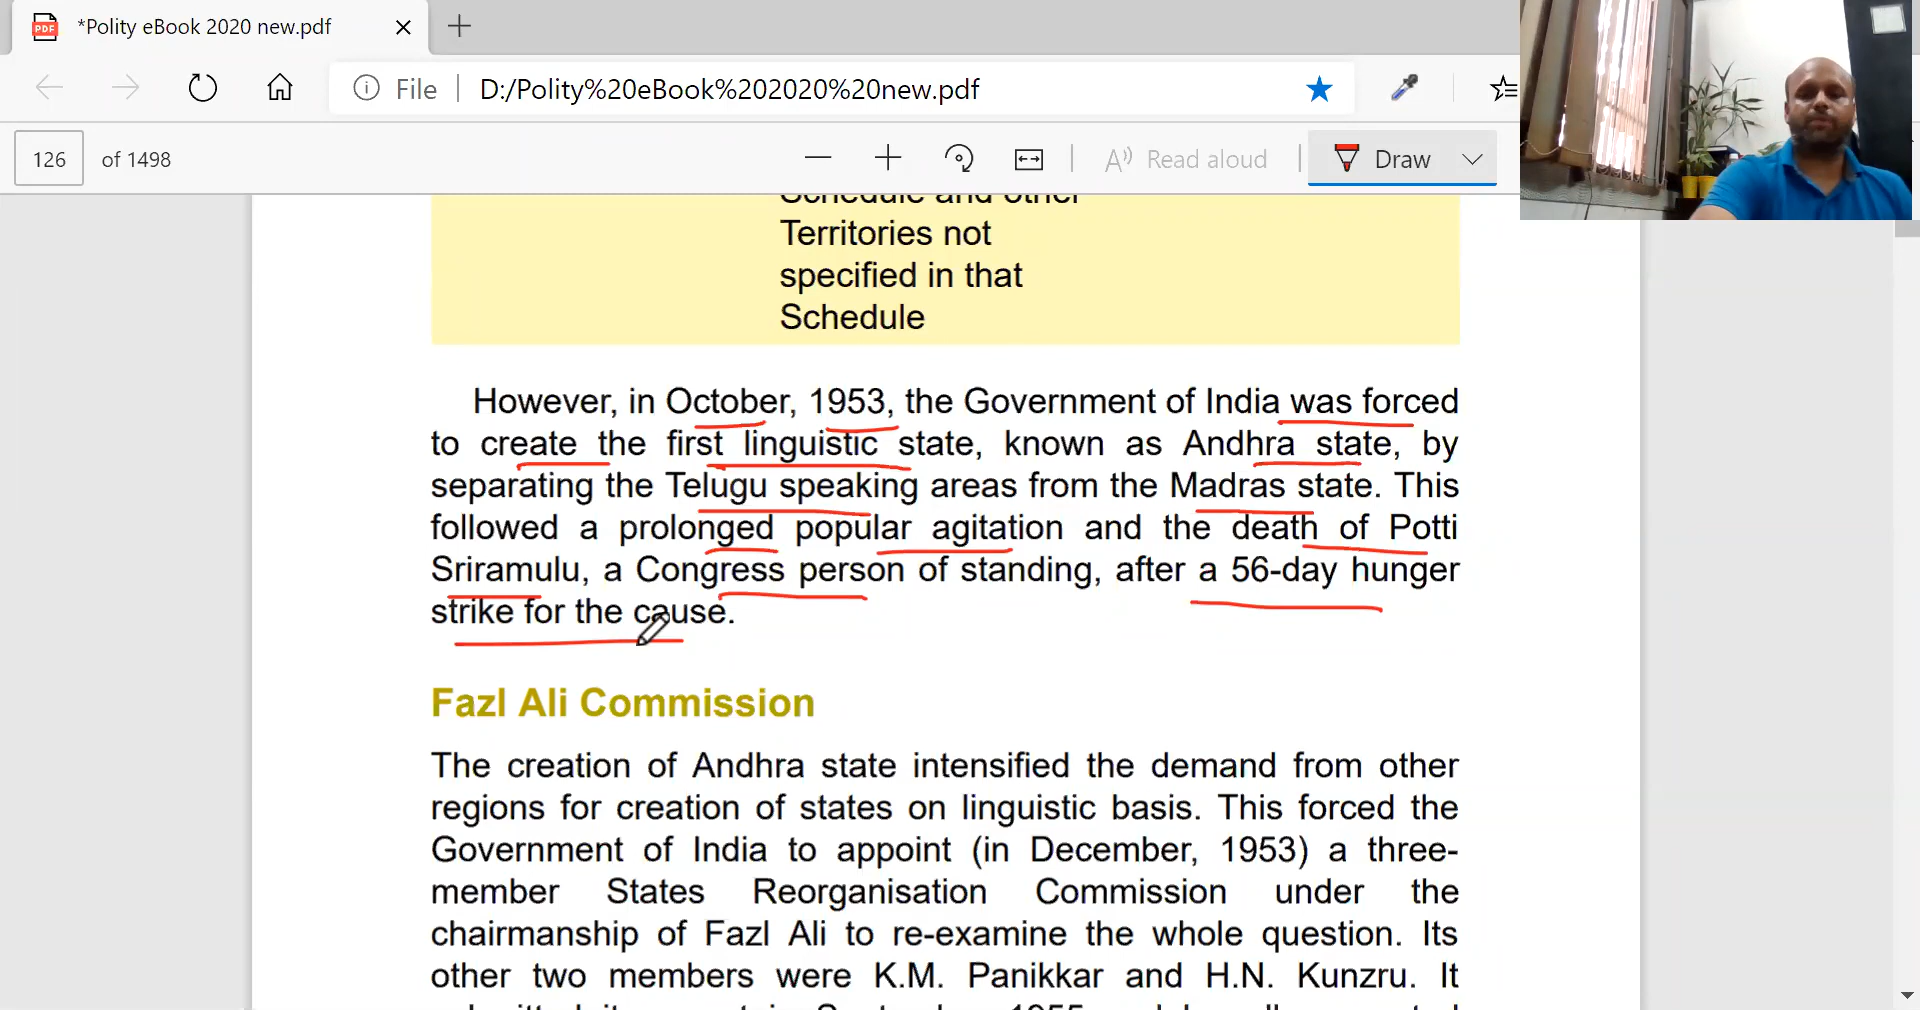 *Polity eBook 2020 new.pdf
File D:/Polity%20eBook%202020%20new.pdf
126 of 1498 Read aloud Draw
Schedule and other
Territories not
specified in that
Schedule
However, in October, 1953, the Government of India was forced
to create the first linguistic state, known as Andhra state, by
separating the Telugu speaking areas from the Madras state. This
followed a prolonged popular agitation and the death of Potti
Sriramulu, a Congress person of standing, after a 56-day hunger
strike for the cause.
Fazl Ali Commission
The creation of Andhra state intensified the demand from other
regions for creation of states on linguistic basis. This forced the
Government of India to appoint (in December, 1953) a three-
member States Reorganisation Commission under the
chairmanship of Fazl Ali to re-examine the whole question. Its
other two members were K.M. Panikkar and H.N. Kunzru. It